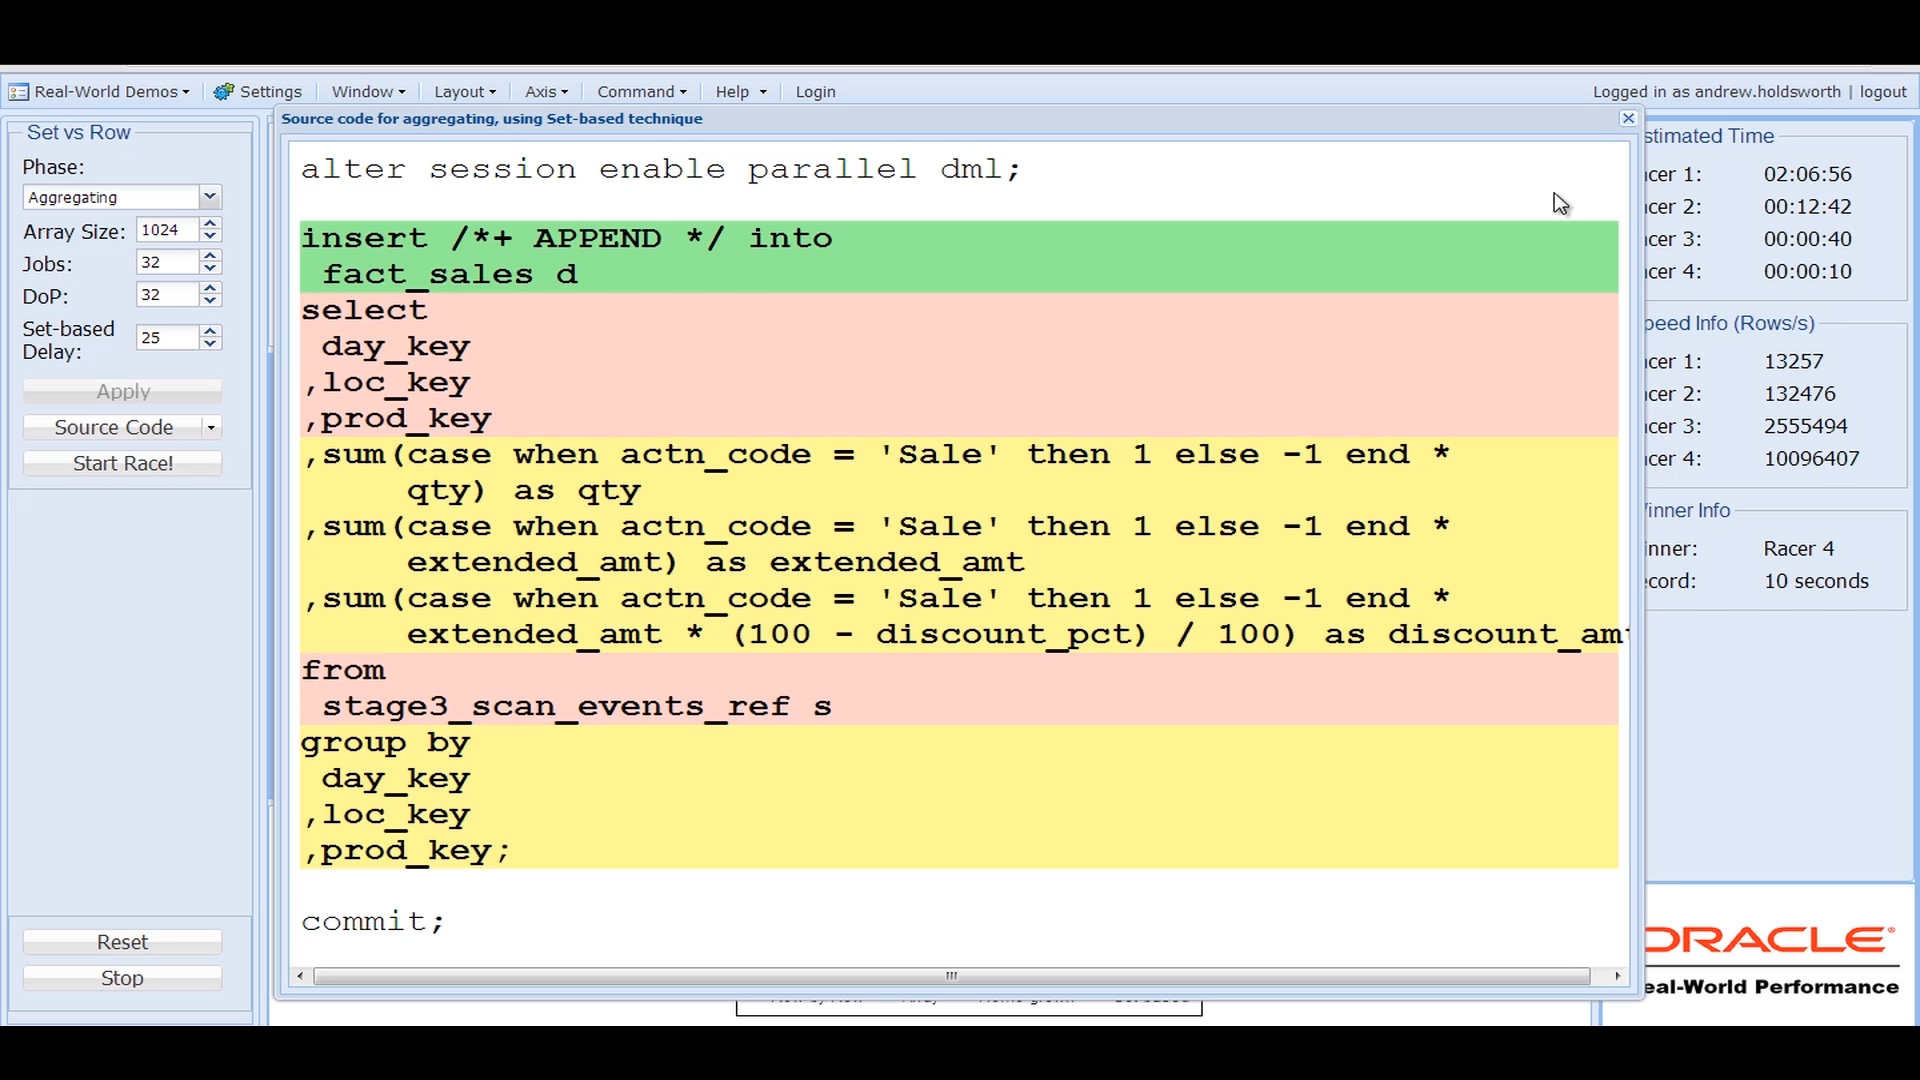 Real-World Demos
Settings
Window
Layout
Axis
Command
Help
Login
Logged in as andrew.holdsworth | logout
Set vs Row
Phase:
Aggregating
Array Size: 1024
Jobs: 32
DoP: 32
Set-based
Delay: 25
Apply
Source Code
Start Race!
Reset
Stop
Source code for aggregating, using Set-based technique
alter session enable parallel dml;
insert /*+ APPEND */ into
fact_sales d
select
day_key
,loc_key
,prod_key
,sum(case when actn_code = 'Sale' then 1 else -1 end *
qty) as qty
,sum(case when actn_code = 'Sale' then 1 else -1 end *
extended_amt) as extended_amt
,sum(case when actn_code = 'Sale' then 1 else -1 end *
extended_amt * (100 - discount_pct) / 100) as discount_amt
from
stage3_scan_events_ref s
group by
day_key
,loc_key
,prod_key;
commit;
stimated Time
cer 1: 02:06:56
cer 2: 00:12:42
cer 3: 00:00:40
cer 4: 00:00:10
peed Info (Rows/s)
cer 1: 13257
cer 2: 132476
cer 3: 2555494
cer 4: 10096407
inner Info
inner: Racer 4
cord: 10 seconds
ORACLE
eal-World Performance